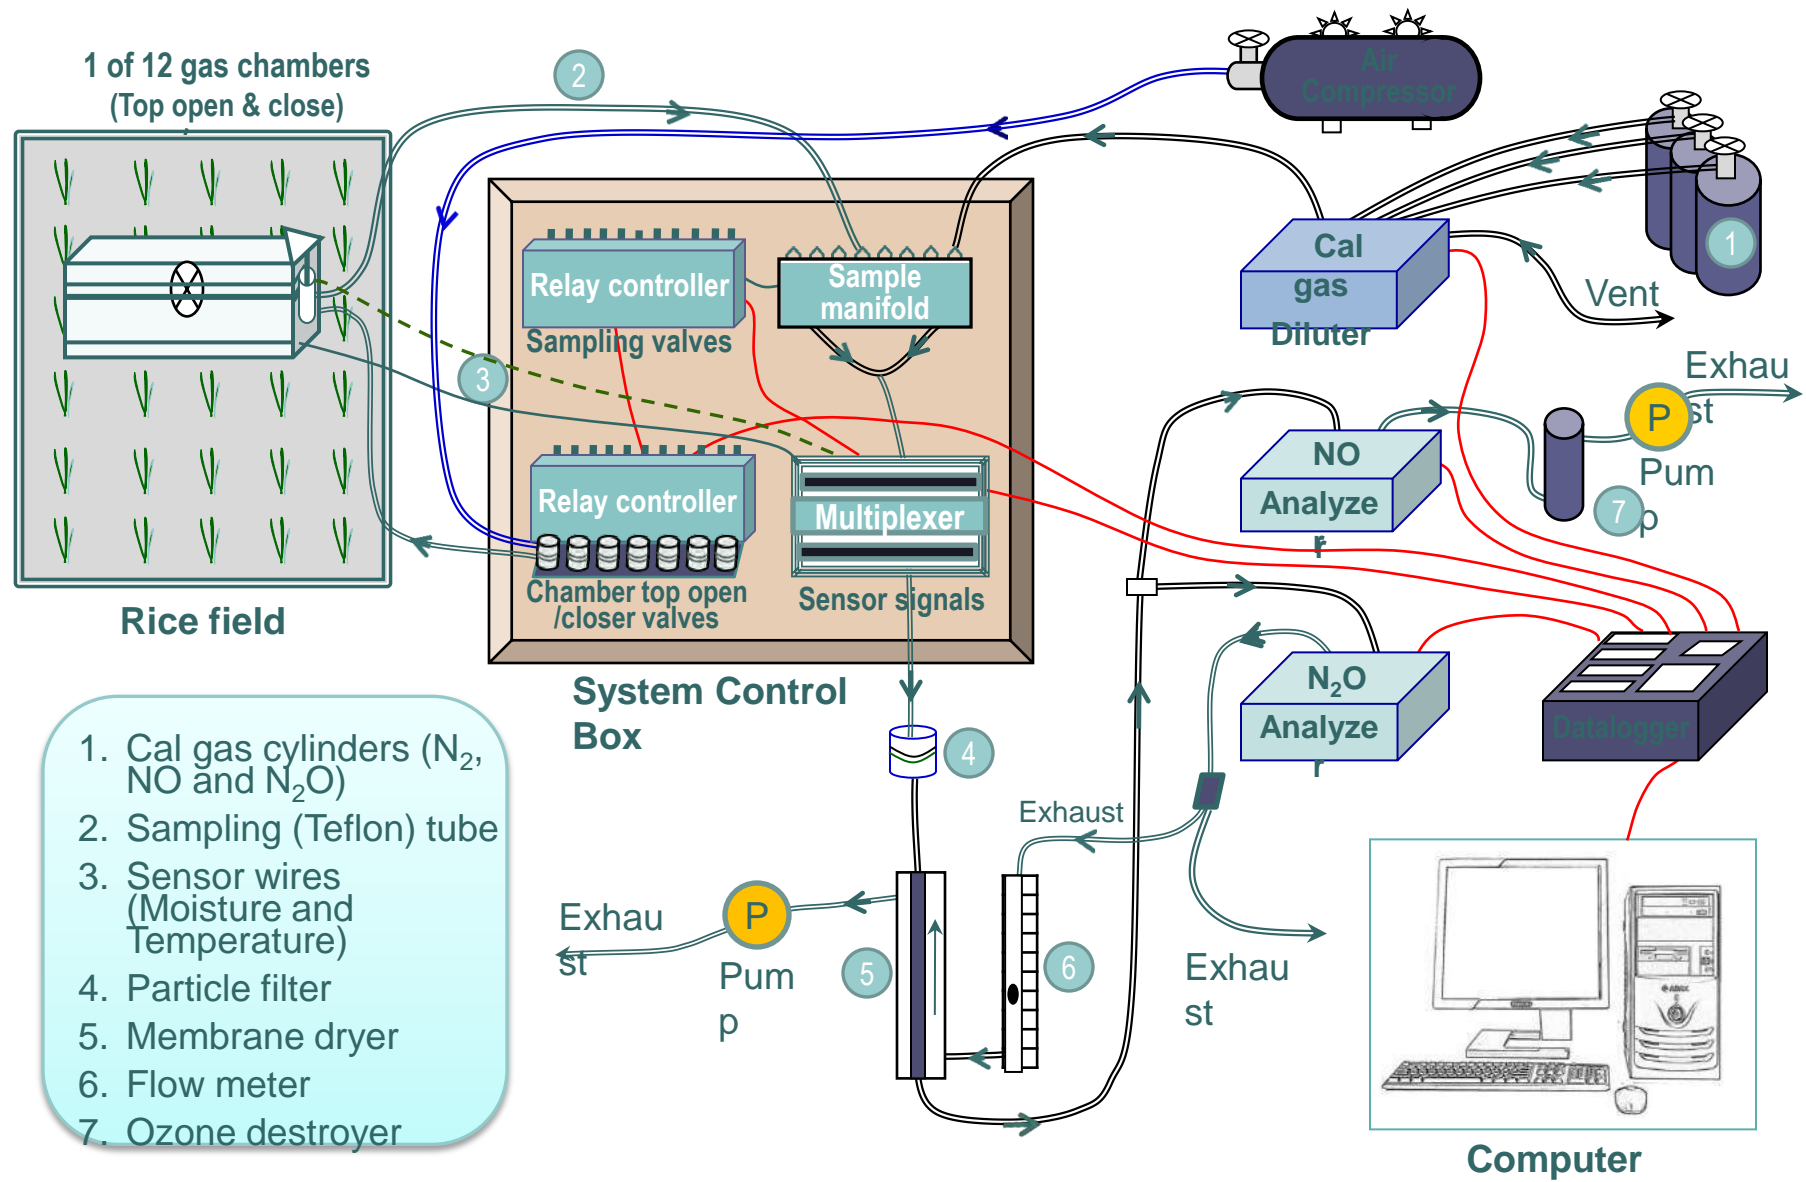 1 of 12 gas chambers
(Top open & close)
2
Air
Compressor
1
Cal
gas
Diluter
Vent
Relay controller
Sampling valves
Sample
manifold
3
Exhau
st
P
Pum
p
7
NO
Analyze
r
Relay controller
Multiplexer
Chamber top open
/closer valves
Sensor signals
Rice field
System Control
Box
N2O
Analyze
r
Datalogger
4
Exhaust
1. Cal gas cylinders (N2,
NO and N2O)
2. Sampling (Teflon) tube
3. Sensor wires
(Moisture and
Temperature)
4. Particle filter
5. Membrane dryer
6. Flow meter
7. Ozone destroyer
Exhau
st
P
Pum
p
5
6
Exhau
st
Computer